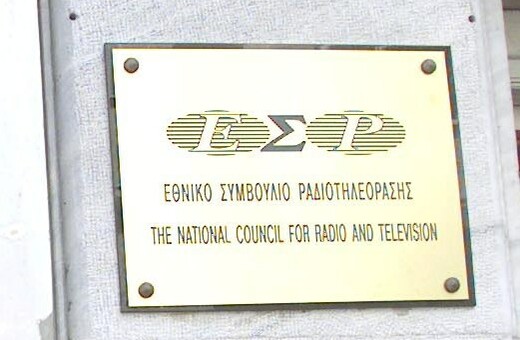 ΕΣΡ
ΕΘΝΙΚΟ ΣΥΜΒΟΥΛΙΟ ΡΑΔΙΟΤΗΛΕΟΡΑΣΗΣ
THE NATIONAL COUNCIL FOR RADIO AND TELEVISION